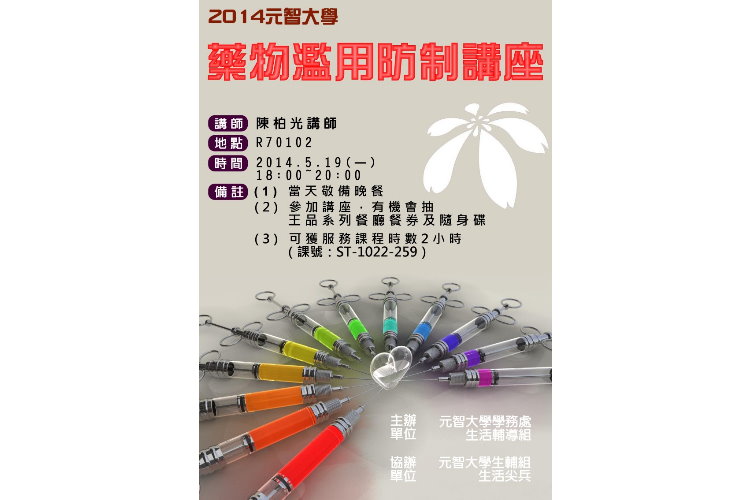 2014元智大學
藥物濫用防制講座
講師 陳柏光講師
地點 R70102
時間 2014.5.19(一)
18:00~20:00
備註 (1) 當天敬備晚餐
(2) 參加講座，有機會抽
王品系列餐廳餐券及隨身碟
(3) 可獲服務課程時數2小時
(課號：ST-1022-259)
主辦 元智大學學務處
單位 生活輔導組
協辦 元智大學生輔組
單位 生活尖兵